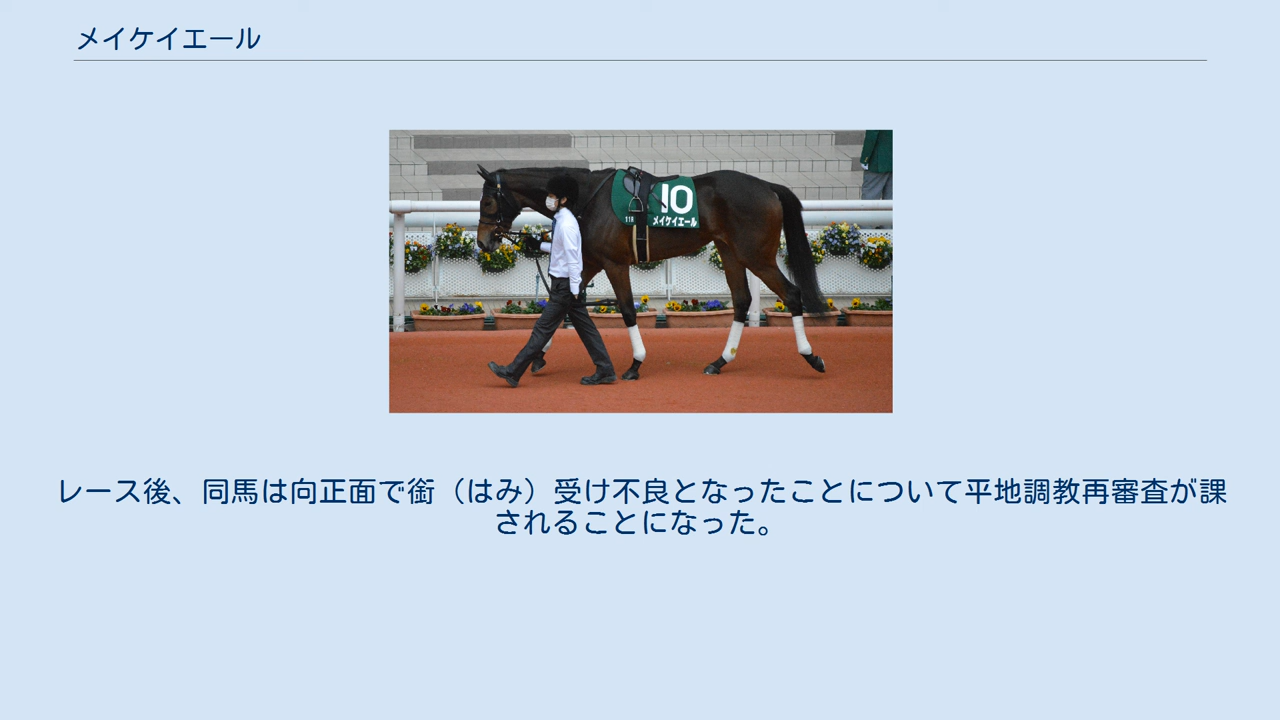 メイケイエール
10
メイケイエール
レース後、同馬は向正面で銜（はみ）受け不良となったことについて平地調教再審査が課
されることになった。